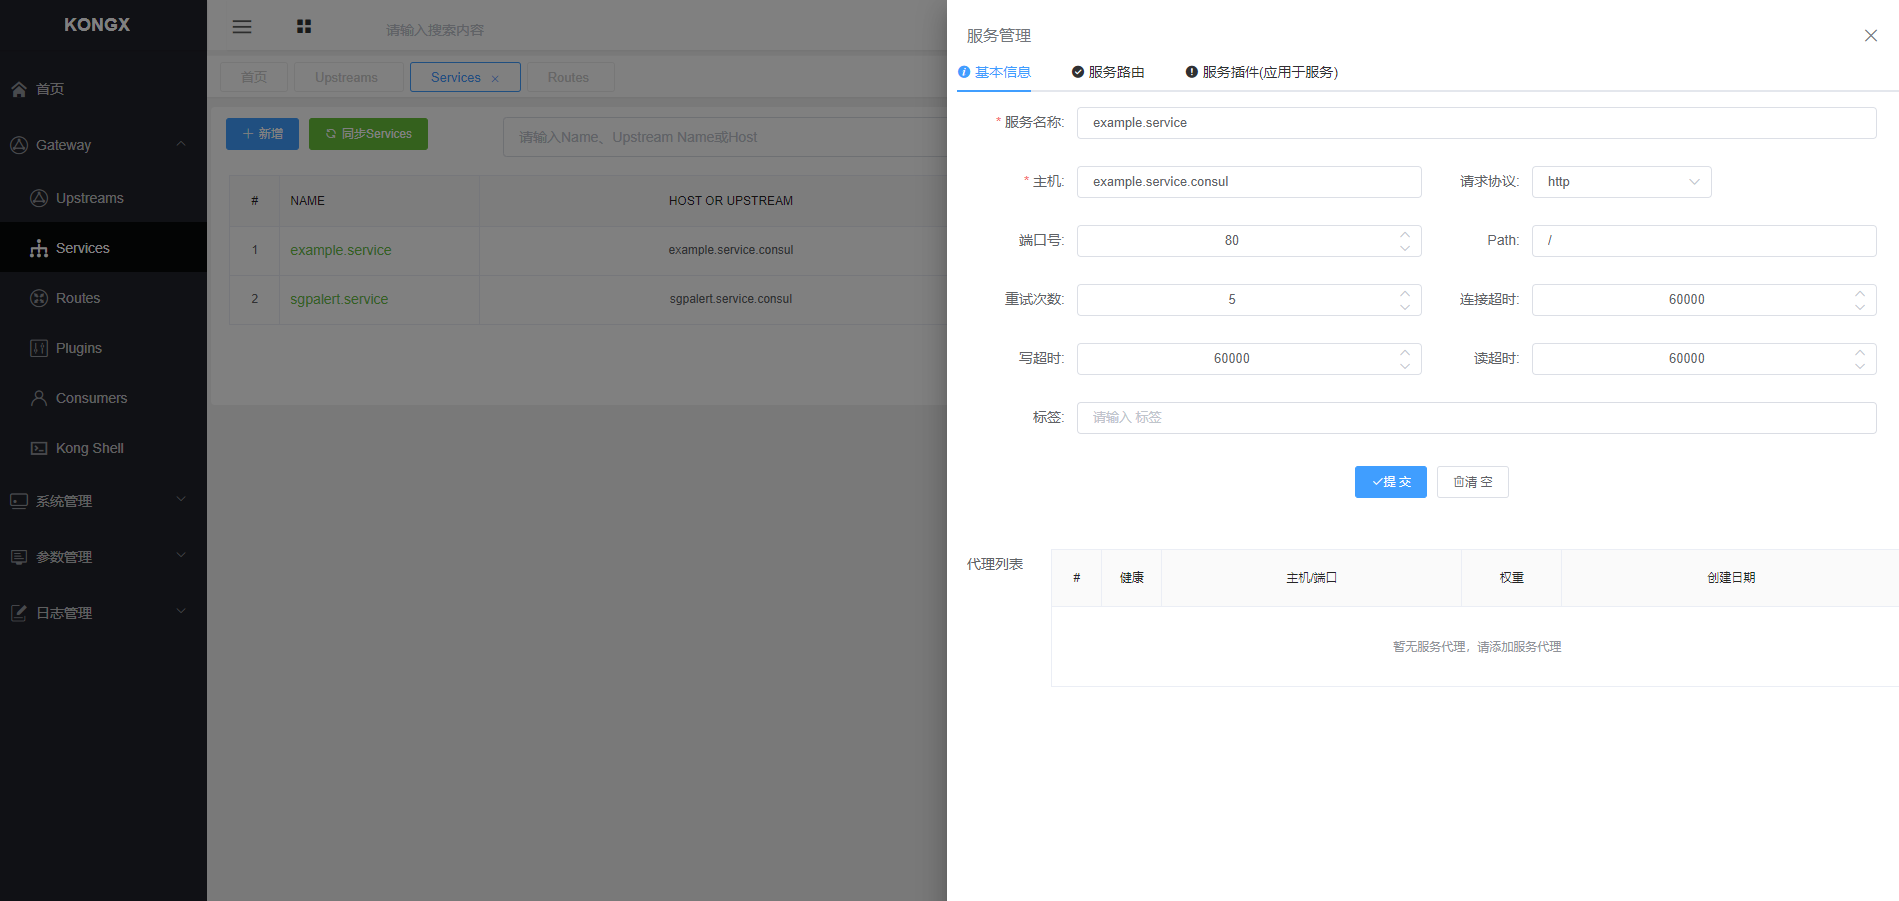 KONGX
首页
Gateway
Upstreams
Services
Routes
Plugins
Consumers
Kong Shell
系统管理
参数管理
日志管理
请输入搜索内容
首页
Upstreams
Services
Routes
新增
同步Services
请输入Name、Upstream Name或Host
# NAME HOST OR UPSTREAM
1 example.service example.service.consul
2 sgpalert.service sgpalert.service.consul
服务管理
基本信息
服务路由
服务插件(应用于服务)
* 服务名称: example.service
* 主机: example.service.consul 请求协议: http
端口号: 80 Path: /
重试次数: 5 连接超时: 60000
写超时: 60000 读超时: 60000
标签: 请输入 标签
提 交
清 空
代理列表
# 健康 主机/端口 权重 创建日期
暂无服务代理，请添加服务代理